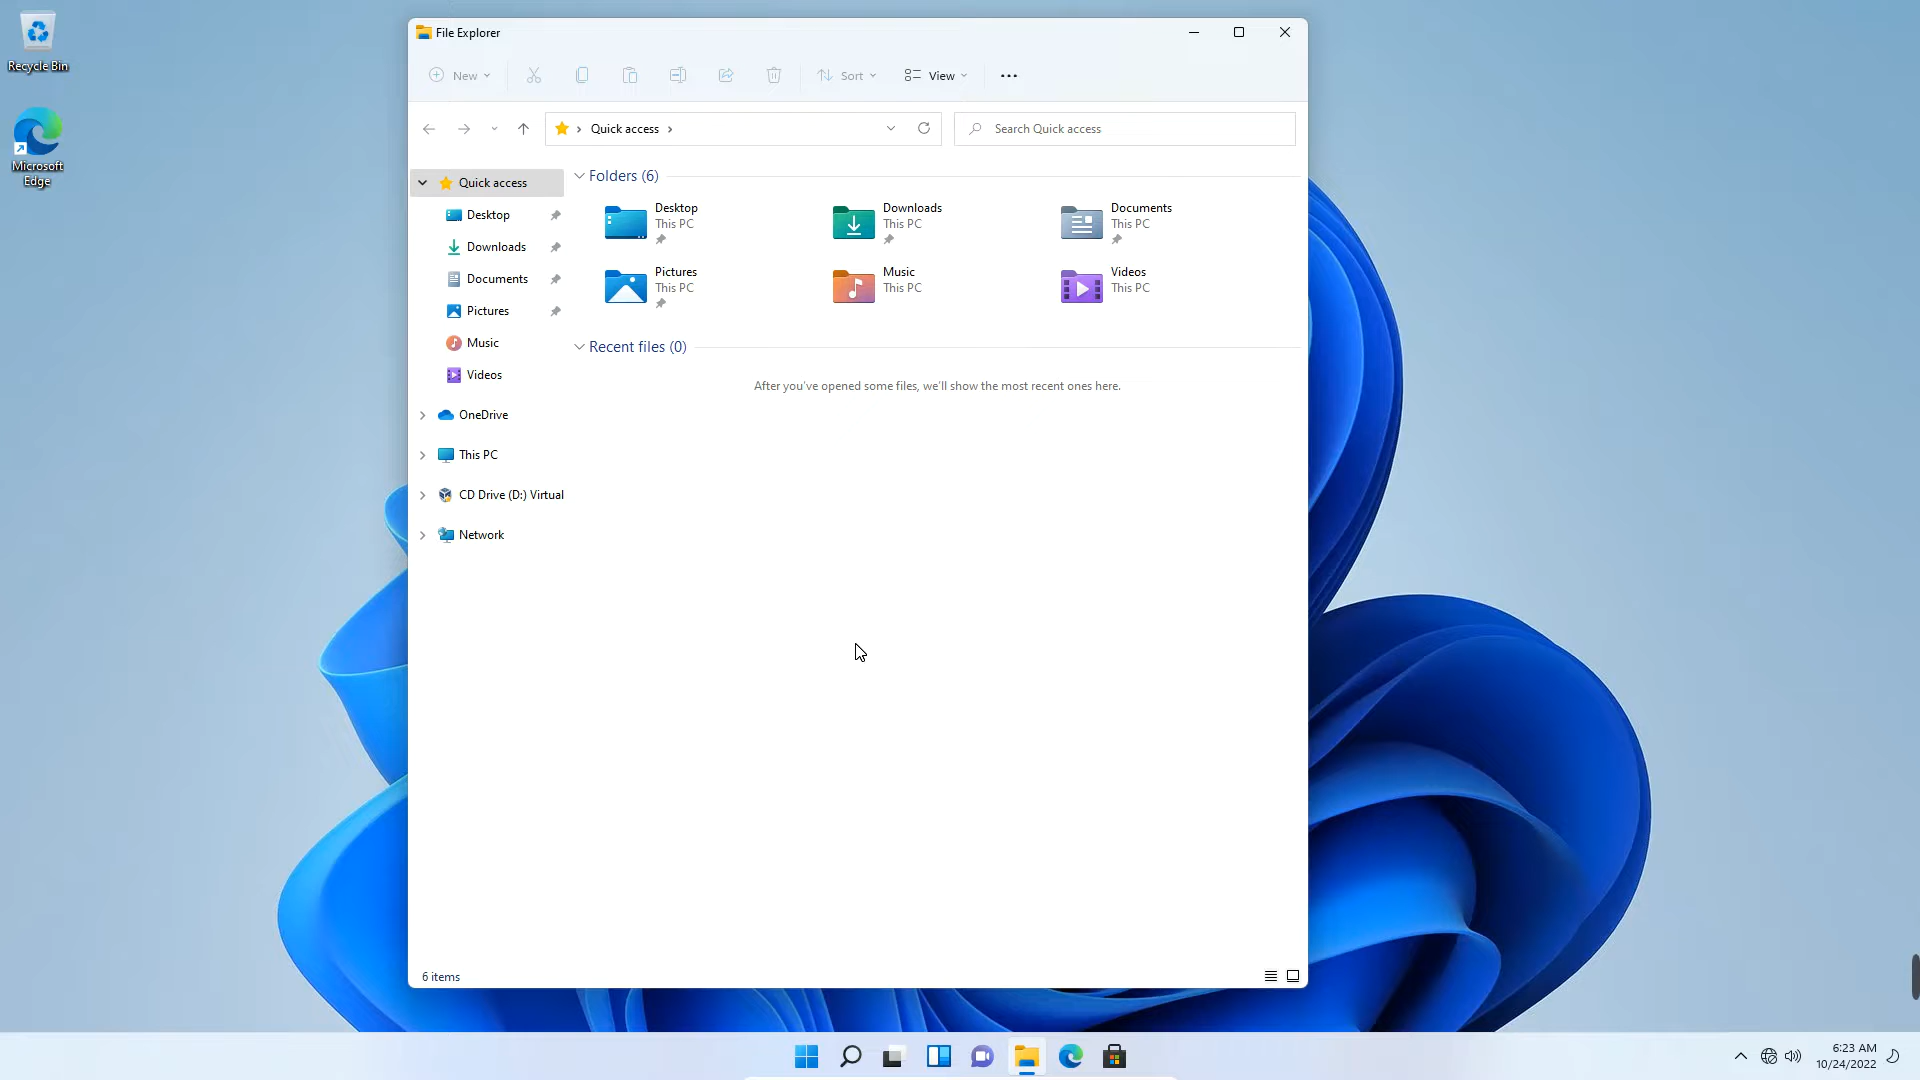 Recycle Bin
Microsoft
Edge
File Explorer
New
Sort
View
Quick access
Search Quick access
Quick access
Desktop
Downloads
Documents
Pictures
Music
Videos
OneDrive
This PC
CD Drive (D:) Virtual
Network
Folders (6)
Desktop
This PC
Downloads
This PC
Documents
This PC
Pictures
This PC
Music
This PC
Videos
This PC
Recent files (0)
After you've opened some files, we'll show the most recent ones here.
6 items
6:23 AM
10/24/2022